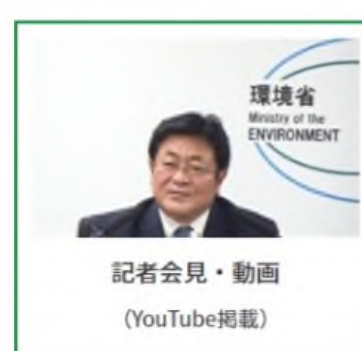 環境省
Ministry of the
ENVIRONMENT
記者会見・動画
（YouTube掲載）